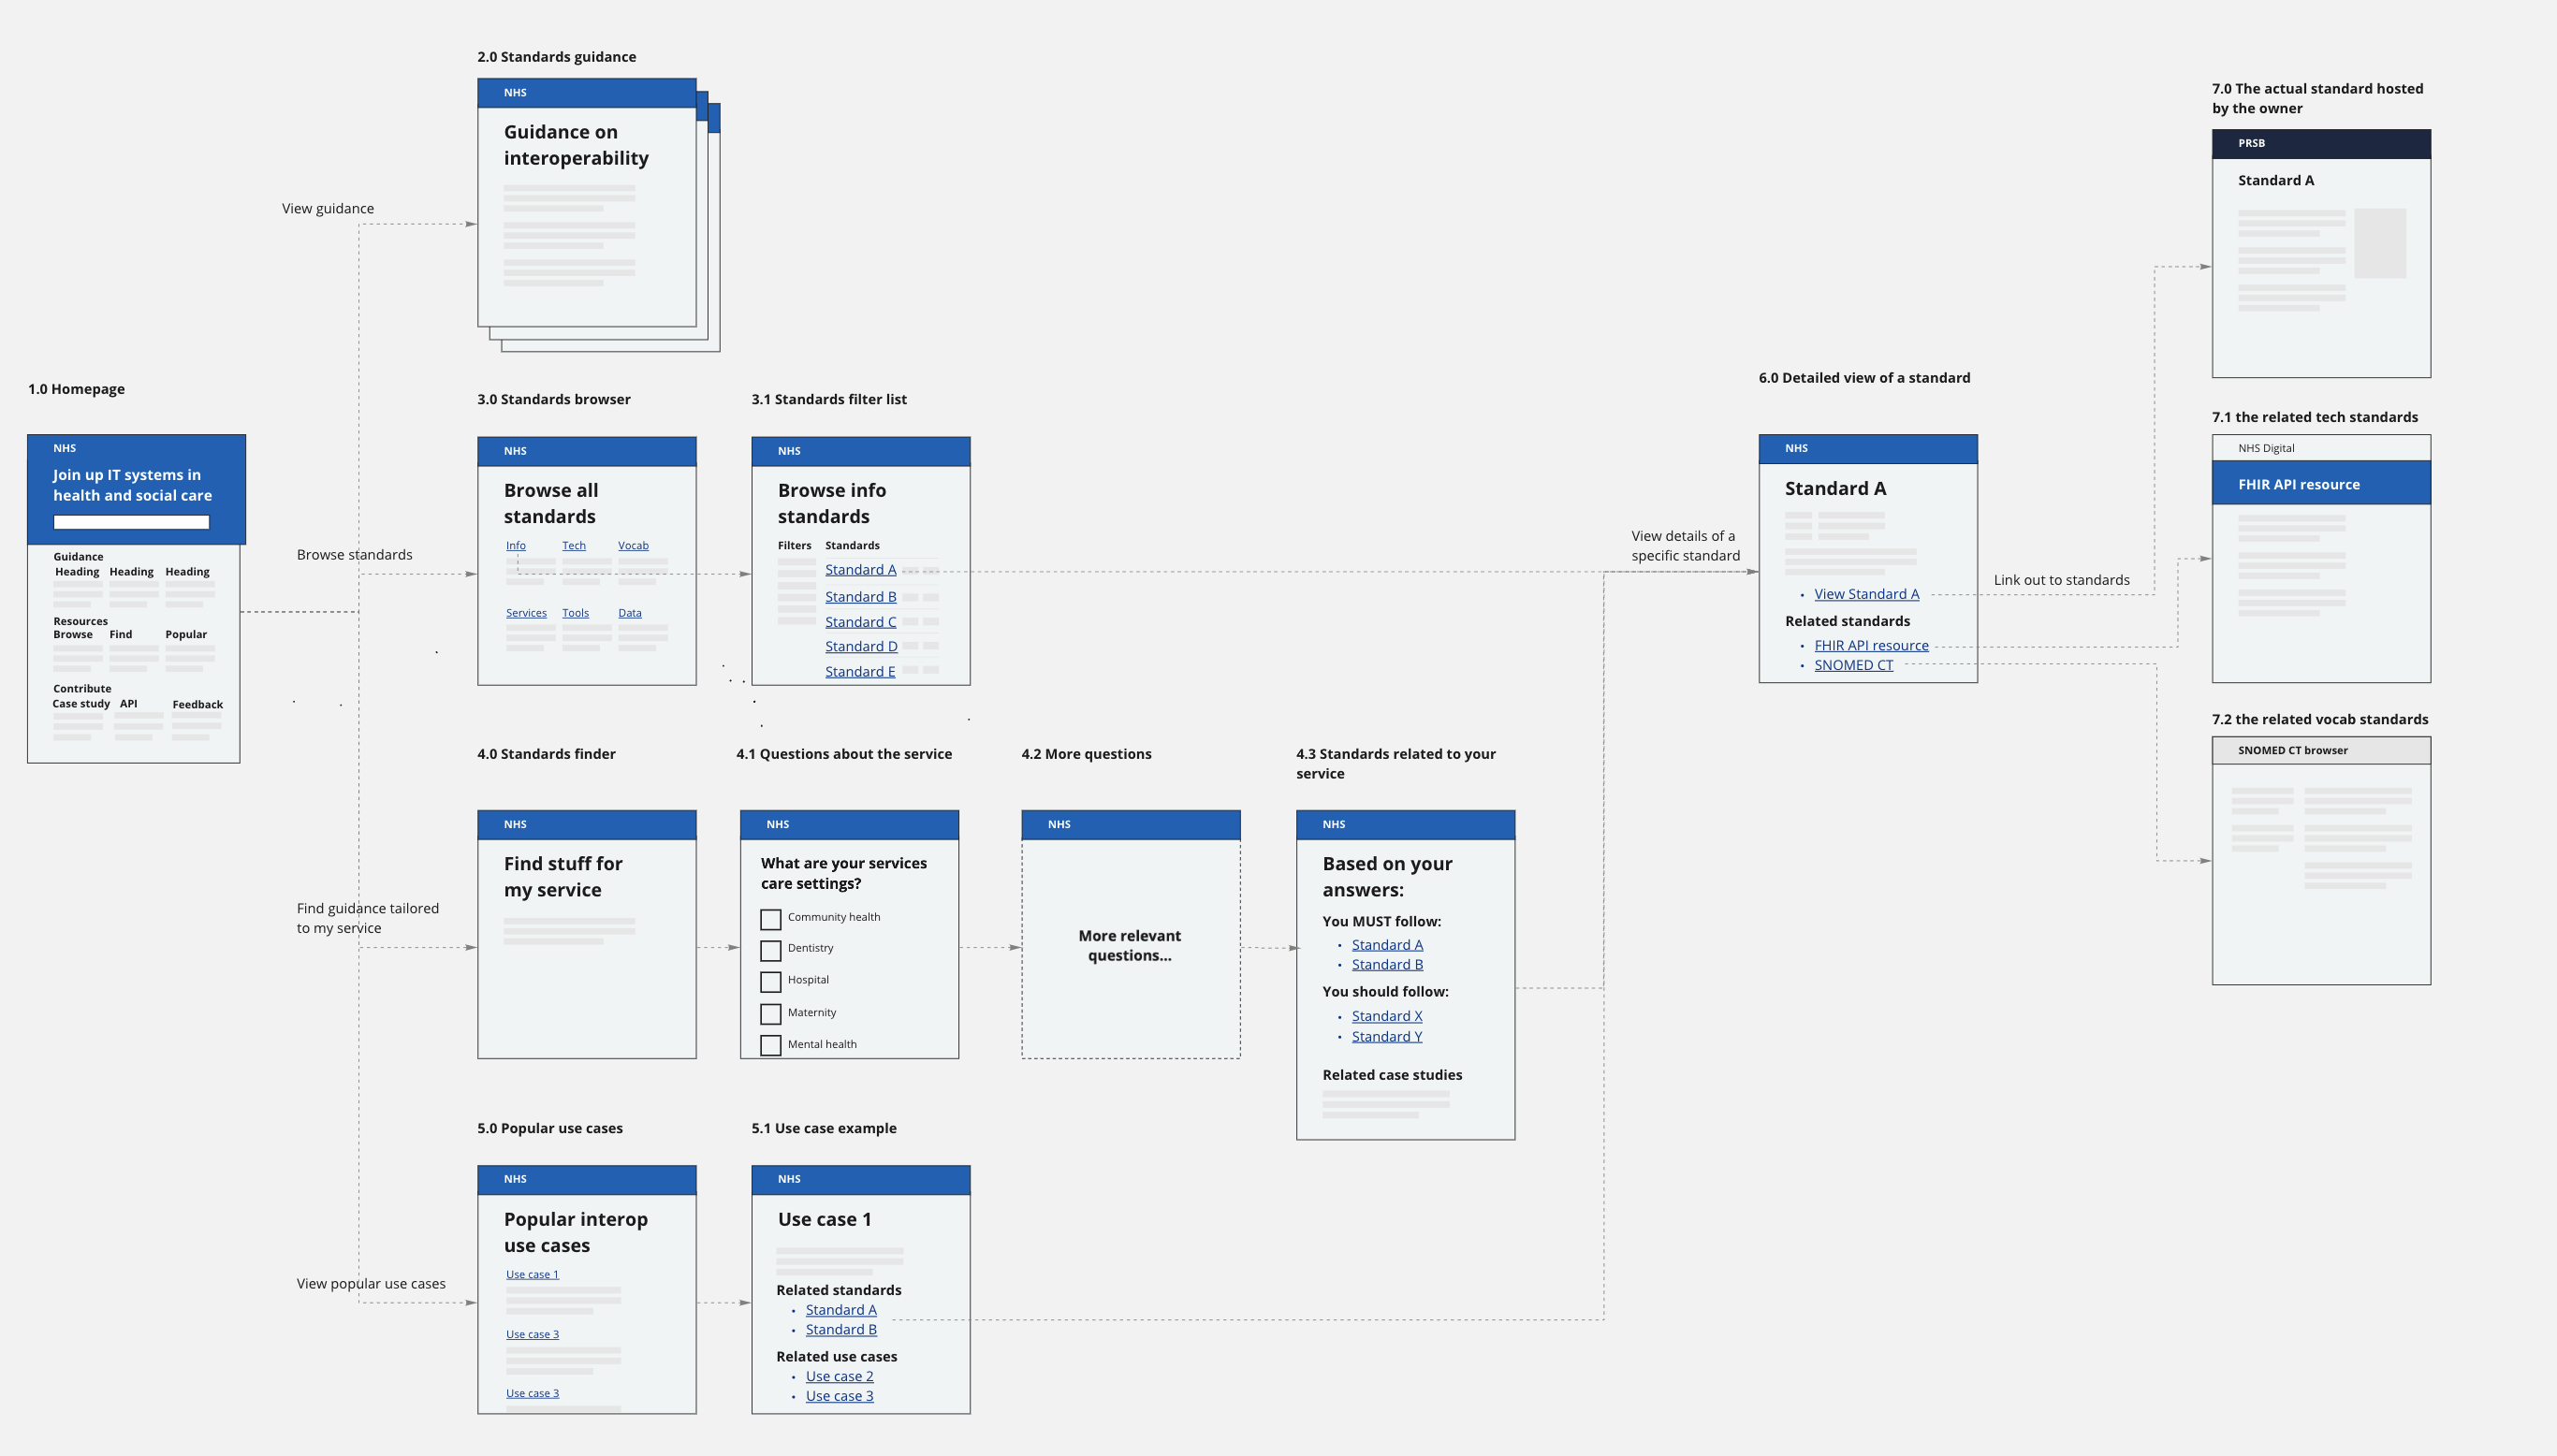 2.0 Standards guidance
NHS
Guidance on
interoperability
View guidance
1.0 Homepage
NHS
Join up IT systems in
health and social care
Guidance
Heading Heading Heading
Resources
Browse Find Popular
Contribute
Case study API Feedback
Browse standards
3.0 Standards browser
NHS
Browse all
standards
Info Tech Vocab
Services Tools Data
3.1 Standards filter list
NHS
Browse info
standards
Filters Standards
Standard A
Standard B
Standard C
Standard D
Standard E
Find guidance tailored
to my service
4.0 Standards finder
NHS
Find stuff for
my service
4.1 Questions about the service
NHS
What are your services
care settings?
Community health
Dentistry
Hospital
Maternity
Mental health
4.2 More questions
NHS
More relevant
questions...
4.3 Standards related to your
service
NHS
Based on your
answers:
You MUST follow:
• Standard A
• Standard B
You should follow:
• Standard X
• Standard Y
Related case studies
View popular use cases
5.0 Popular use cases
NHS
Popular interop
use cases
Use case 1
Use case 3
Use case 3
5.1 Use case example
NHS
Use case 1
Related standards
• Standard A
• Standard B
Related use cases
• Use case 2
• Use case 3
View details of a
specific standard
6.0 Detailed view of a standard
NHS
Standard A
• View Standard A
Related standards
• FHIR API resource
• SNOMED CT
Link out to standards
7.0 The actual standard hosted
by the owner
PRSB
Standard A
7.1 the related tech standards
NHS Digital
FHIR API resource
7.2 the related vocab standards
SNOMED CT browser